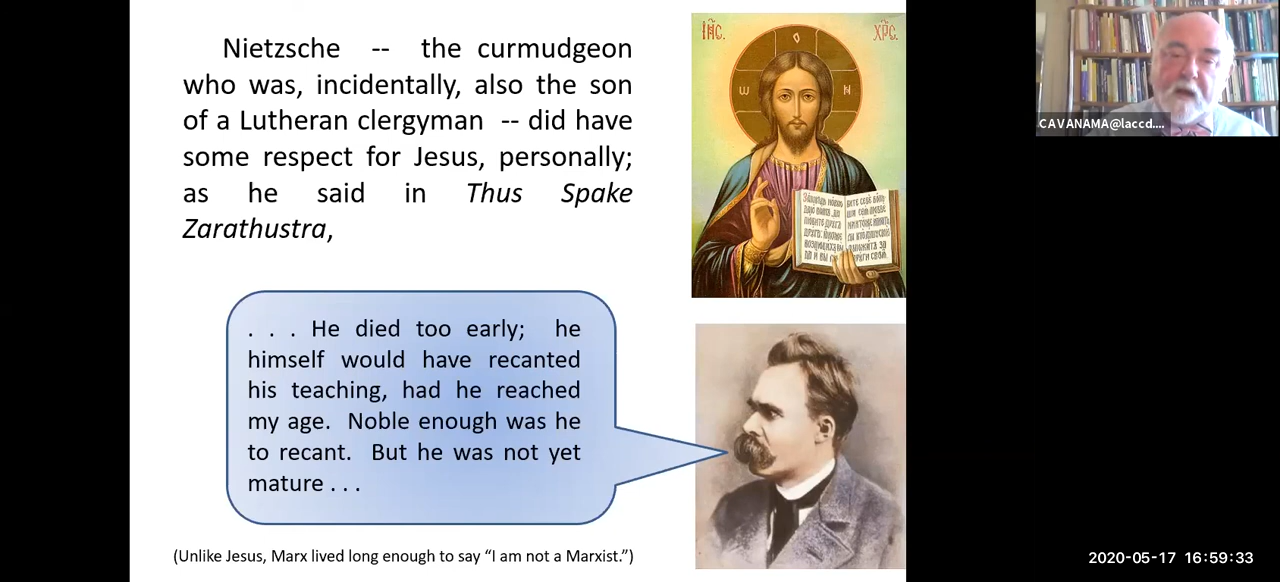 Nietzsche -- the curmudgeon
who was, incidentally, also the son
of a Lutheran clergyman -- did have
some respect for Jesus, personally;
as he said in Thus Spake
Zarathustra,
. . . He died too early; he
himself would have recanted
his teaching, had he reached
my age. Noble enough was he
to recant. But he was not yet
mature . . .
(Unlike Jesus, Marx lived long enough to say “I am not a Marxist.”)
CAVANAMA@laccd....
2020-05-17 16:59:33